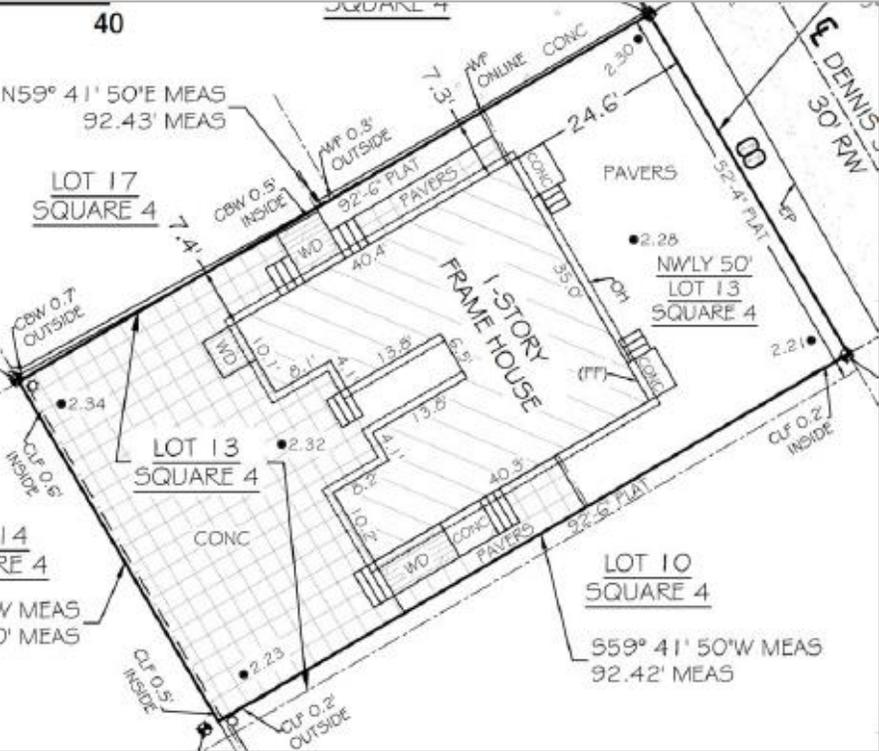 SQUARE 4
40
N59° 41' 50"E MEAS
92.43' MEAS
LOT 17
SQUARE 4
WF
ONLINE CONC
7.3'
2.30
24.6'
℄ DENNIS
30' R/W
WF 0.3'
OUTSIDE
CBW 0.5'
INSIDE
92'-6" PLAT
PAVERS
CONC
PAVERS
52'-4" PLAT
8
EP
7.4'
WD
40.4'
2.28
NW'LY 50'
LOT 13
SQUARE 4
35.0'
OH
1-STORY
FRAME HOUSE
CBW 0.7'
OUTSIDE
WD
10.1'
8.1'
4.1'
13.8'
6.5'
(FF)
CONC
2.21
2.34
CLF 0.6'
INSIDE
13.8'
4.1'
8.2'
10.2'
CLF 0.2'
INSIDE
LOT 13
SQUARE 4
2.32
40.3'
CONC
WD
CONC
PAVERS
92'-6" PLAT
14
RE 4
LOT 10
SQUARE 4
W MEAS
0' MEAS
S59° 41' 50"W MEAS
92.42' MEAS
CLF 0.5'
INSIDE
2.23
CLF 0.2'
OUTSIDE